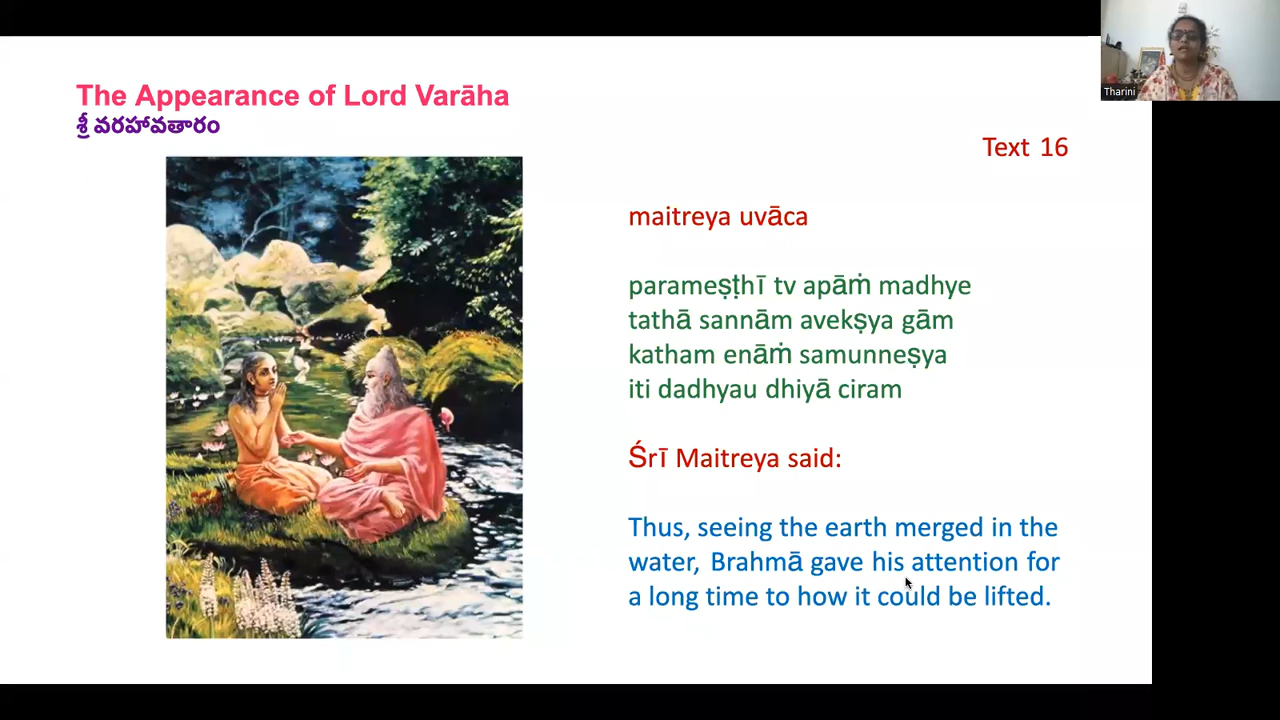 The Appearance of Lord Varāha
శ్రీ వరాహావతారం
Text 16
maitreya uvāca
parameṣṭhī tv apāṁ madhye
tathā sannām avekṣya gām
katham enāṁ samunneṣya
iti dadhyau dhiyā ciram
Śrī Maitreya said:
Thus, seeing the earth merged in the
water, Brahmā gave his attention for
a long time to how it could be lifted.
Tharini